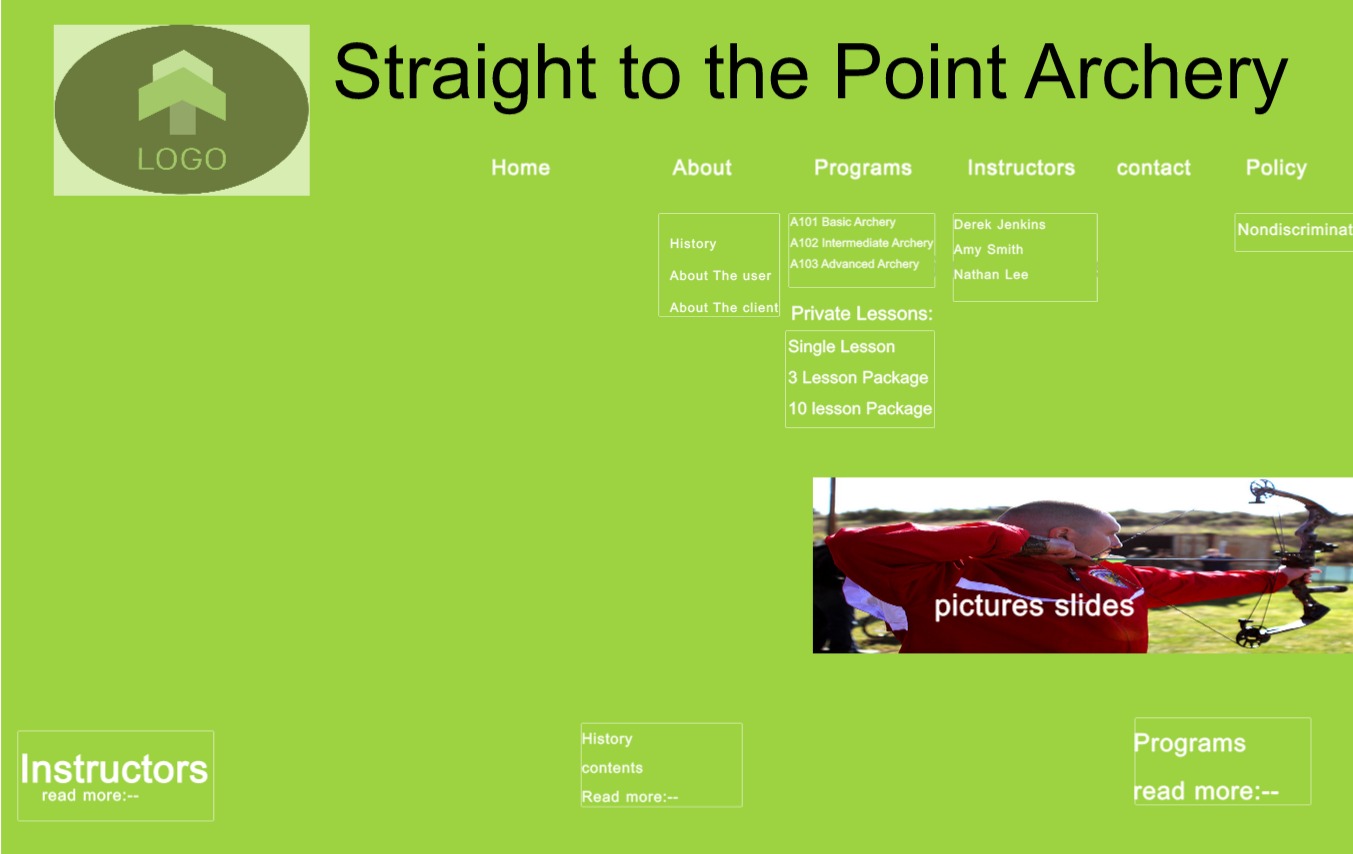 LOGO
Straight to the Point Archery
Home
About
Programs
Instructors
contact
Policy
History
About The user
About The client
A101 Basic Archery
A102 Intermediate Archery
A103 Advanced Archery
Private Lessons:
Single Lesson
3 Lesson Package
10 lesson Package
Derek Jenkins
Amy Smith
Nathan Lee
Nondiscriminat
pictures slides
Instructors
read more:--
History
contents
Read more:--
Programs
read more:--